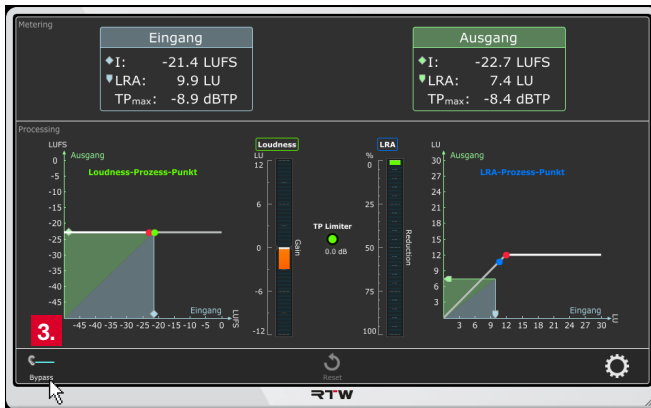 Metering
Eingang
I: -21.4 LUFS
LRA: 9.9 LU
TPmax: -8.9 dBTP
Ausgang
I: -22.7 LUFS
LRA: 7.4 LU
TPmax: -8.4 dBTP
Processing
LUFS
Ausgang
Loudness-Prozess-Punkt
0
-5
-10
-15
-20
-25
-30
-35
-40
-45
Eingang
-45 -40 -35 -30 -25 -20 -15 -10 -5 0
LUFS
Loudness
LU
12
6
0
-6
-12
Gain
TP Limiter
0.0 dB
LRA
%
0
25
50
75
100
Reduction
LU
Ausgang
LRA-Prozess-Punkt
30
27
24
21
18
15
12
9
6
3
Eingang
3 6 9 12 15 18 21 24 27 30
LU
3.
Bypass
Reset
RTW